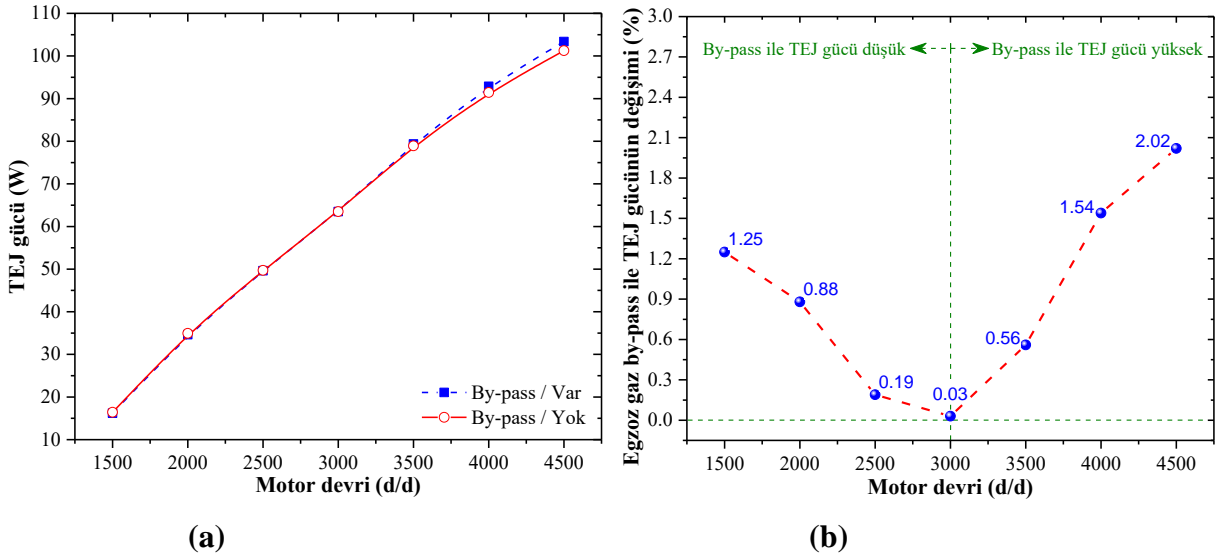 TEJ gücü (W)
110
100
90
80
70
60
50
40
30
20
10
1500 2000 2500 3000 3500 4000 4500
Motor devri (d/d)
By-pass / Var
By-pass / Yok
(a)
Egzoz gaz by-pass ile TEJ gücünün değişimi (%)
3.0
2.7
2.4
2.1
1.8
1.5
1.2
0.9
0.6
0.3
0.0
By-pass ile TEJ gücü düşük
By-pass ile TEJ gücü yüksek
1.25
0.88
0.19
0.03
0.56
1.54
2.02
1500 2000 2500 3000 3500 4000 4500
Motor devri (d/d)
(b)